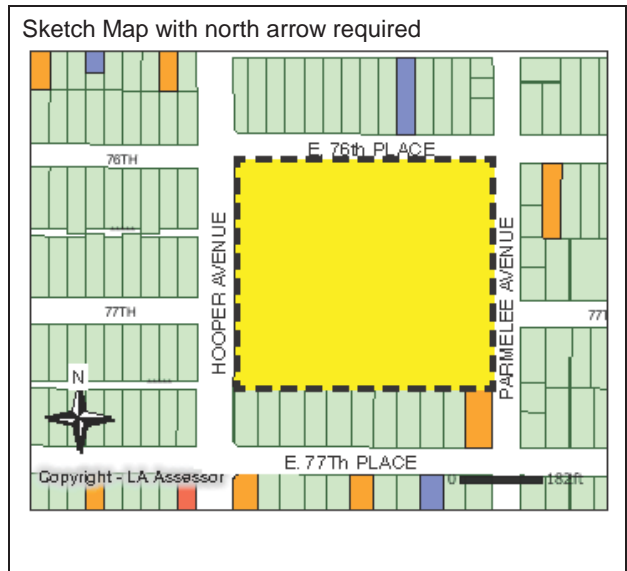 Sketch Map with north arrow required
E. 76th PLACE
76TH
HOOPER AVENUE
PARMELEE AVENUE
77TH
77T
N
E. 77Th PLACE
Copyright - LA Assessor
0 182ft